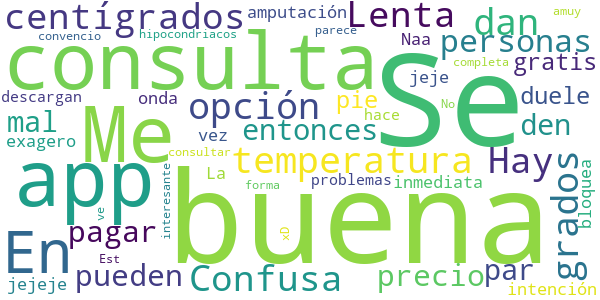 centígrados amputación Lenta dan amuy
convencio hipocondriacos parece
consulta Se Naa personas
completa gratis
jeje
descargan onda opción pie No duele
mal Me vez entonces hace den
exagero
consultar temperatura Hay
app La problemas inmediata grados bloquea
interesante forma
ve buena
En pagar xD
Est
jejeje pueden Confusa precio par
intención